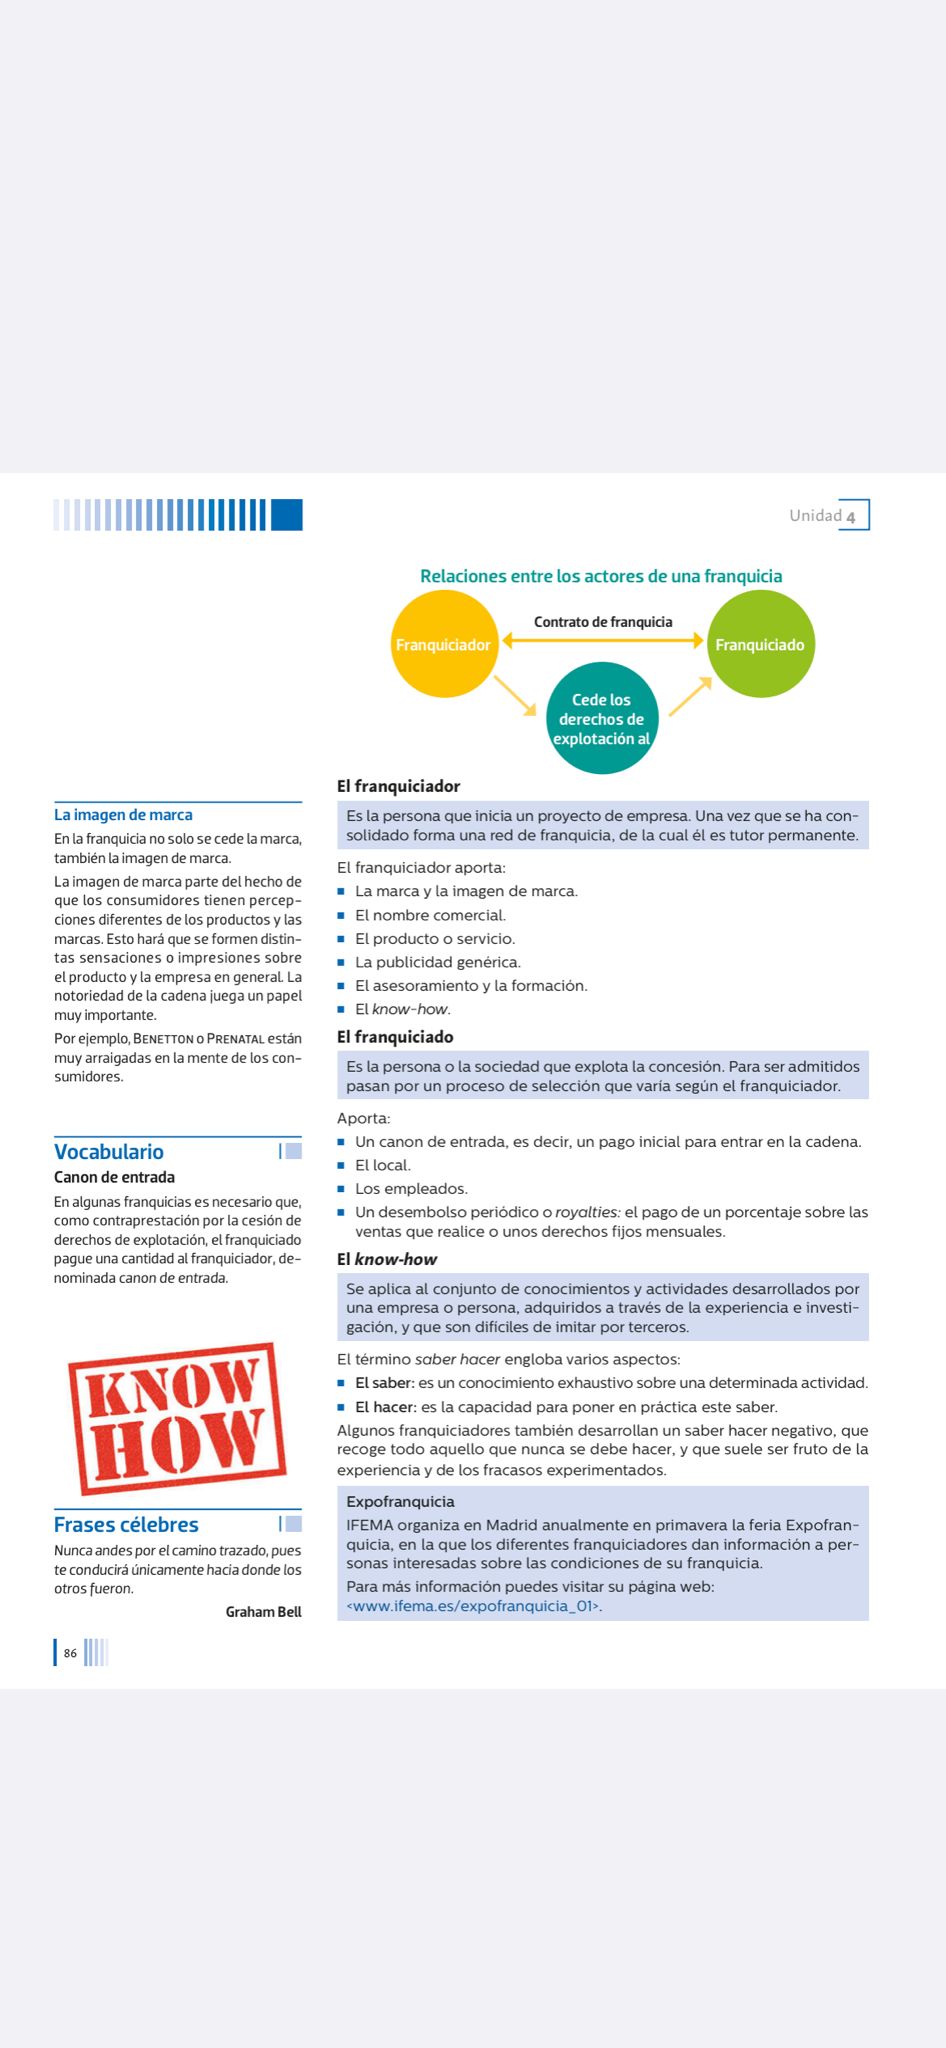 Unidad 4
Relaciones entre los actores de una franquicia
Contrato de franquicia
Franquiciador
Franquiciado
Cede los
derechos de
explotación al
La imagen de marca
En la franquicia no solo se cede la marca,
también la imagen de marca.
La imagen de marca parte del hecho de
que los consumidores tienen percep-
ciones diferentes de los productos y las
marcas. Esto hará que se formen distin-
tas sensaciones o impresiones sobre
el producto y la empresa en general. La
notoriedad de la cadena juega un papel
muy importante.
Por ejemplo, BENETTON o PRENATAL están
muy arraigadas en la mente de los con-
sumidores.
Vocabulario
Canon de entrada
En algunas franquicias es necesario que,
como contraprestación por la cesión de
derechos de explotación, el franquiciado
pague una cantidad al franquiciador, de-
nominada canon de entrada.
KNOW
HOW
Frases célebres
Nunca andes por el camino trazado, pues
te conducirá únicamente hacia donde los
otros fueron.
Graham Bell
El franquiciador
Es la persona que inicia un proyecto de empresa. Una vez que se ha con-
solidado forma una red de franquicia, de la cual él es tutor permanente.
El franquiciador aporta:
■ La marca y la imagen de marca.
■ El nombre comercial.
■ El producto o servicio.
■ La publicidad genérica.
■ El asesoramiento y la formación.
■ El know-how.
El franquiciado
Es la persona o la sociedad que explota la concesión. Para ser admitidos
pasan por un proceso de selección que varía según el franquiciador.
Aporta:
■ Un canon de entrada, es decir, un pago inicial para entrar en la cadena.
■ El local.
■ Los empleados.
■ Un desembolso periódico o royalties: el pago de un porcentaje sobre las
ventas que realice o unos derechos fijos mensuales.
El know-how
Se aplica al conjunto de conocimientos y actividades desarrollados por
una empresa o persona, adquiridos a través de la experiencia e investi-
gación, y que son difíciles de imitar por terceros.
El término saber hacer engloba varios aspectos:
■ El saber: es un conocimiento exhaustivo sobre una determinada actividad.
■ El hacer: es la capacidad para poner en práctica este saber.
Algunos franquiciadores también desarrollan un saber hacer negativo, que
recoge todo aquello que nunca se debe hacer, y que suele ser fruto de la
experiencia y de los fracasos experimentados.
Expofranquicia
IFEMA organiza en Madrid anualmente en primavera la feria Expofran-
quicia, en la que los diferentes franquiciadores dan información a per-
sonas interesadas sobre las condiciones de su franquicia.
Para más información puedes visitar su página web:
<www.ifema.es/expofranquicia_01>.
86